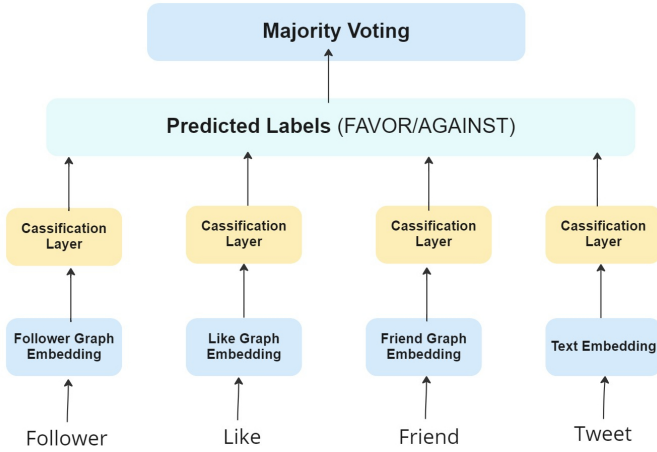 Majority Voting
Predicted Labels (FAVOR/AGAINST)
Cassification
Layer
Cassification
Layer
Cassification
Layer
Cassification
Layer
Follower Graph
Embedding
Like Graph
Embedding
Friend Graph
Embedding
Text Embedding
Follower
Like
Friend
Tweet